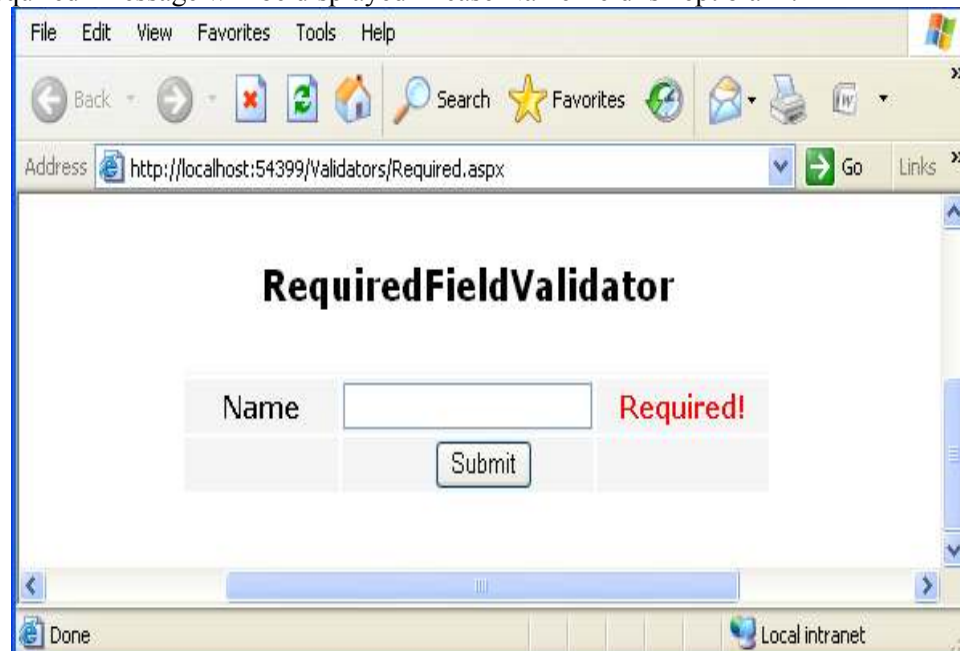 File Edit View Favorites Tools Help
Back Search Favorites
Address http://localhost:54399/Validators/Required.aspx Go Links »
RequiredFieldValidator
Name Required!
Submit
Done Local intranet